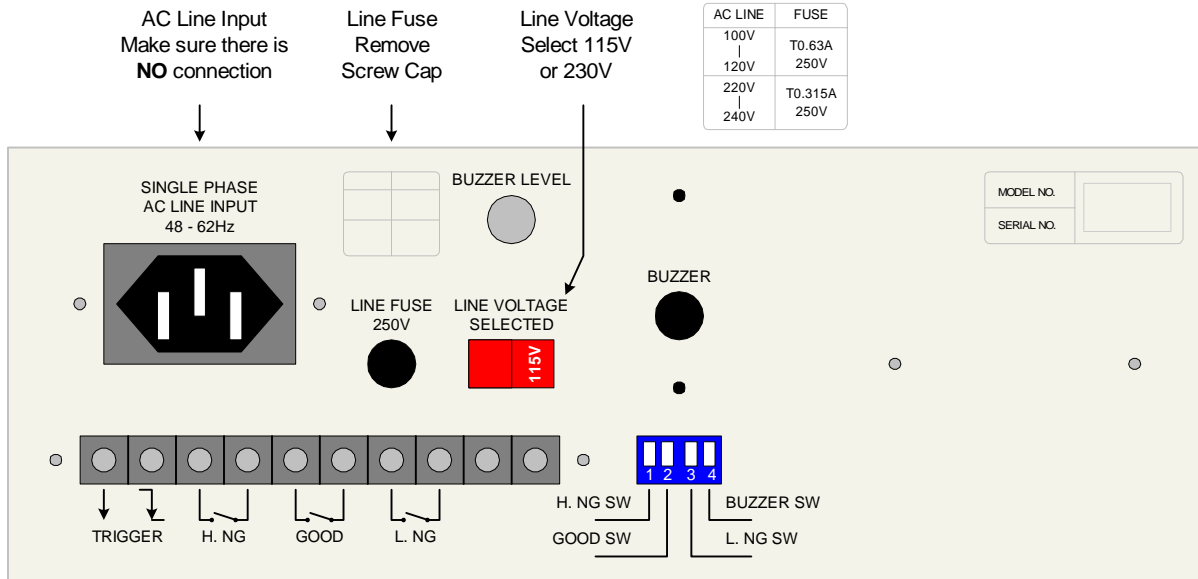 AC Line Input
Make sure there is
NO connection
Line Fuse
Remove
Screw Cap
Line Voltage
Select 115V
or 230V
AC LINE FUSE
100V
|
120V
T0.63A
250V
220V
|
240V
T0.315A
250V
SINGLE PHASE
AC LINE INPUT
48 - 62Hz
BUZZER LEVEL
MODEL NO.
SERIAL NO.
LINE FUSE
250V
LINE VOLTAGE
SELECTED
115V
BUZZER
1 2 3 4
H. NG SW
BUZZER SW
GOOD SW
L. NG SW
TRIGGER
H. NG
GOOD
L. NG